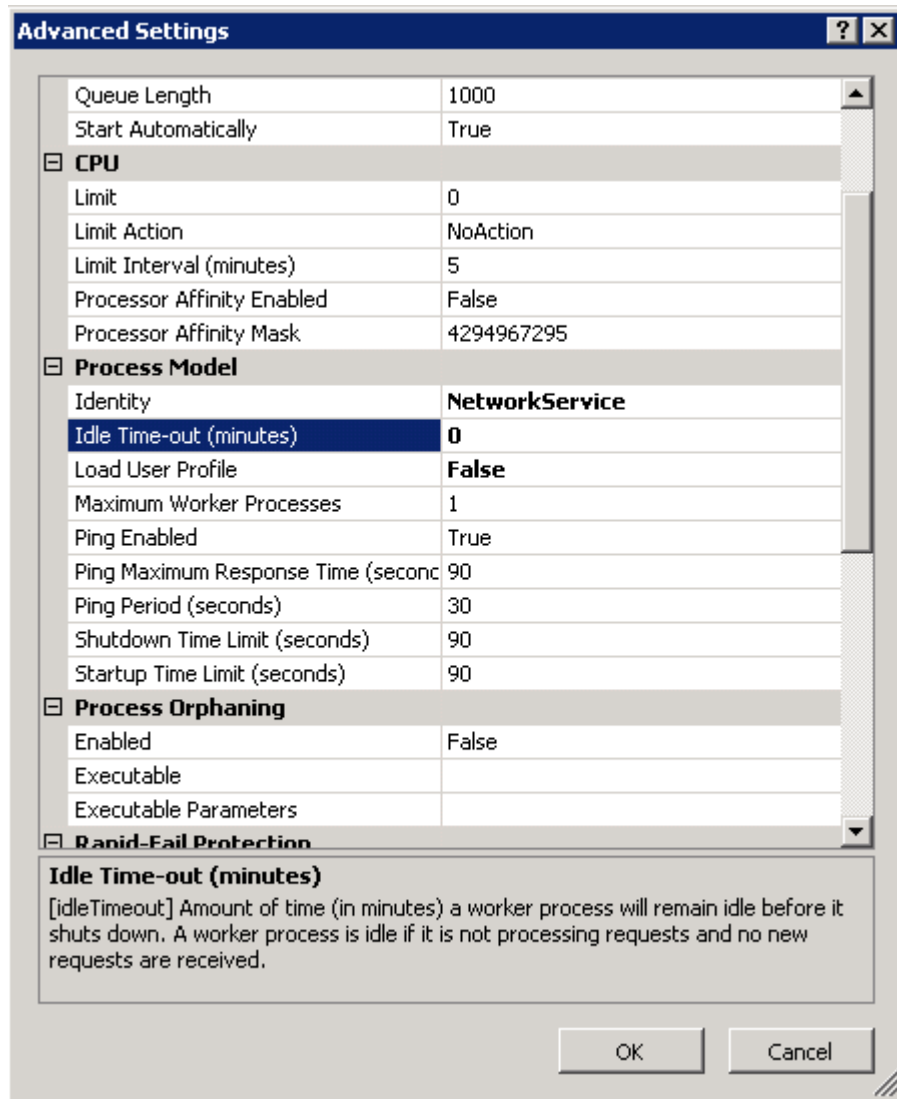 Advanced Settings
Queue Length 1000
Start Automatically True
CPU
Limit 0
Limit Action NoAction
Limit Interval (minutes) 5
Processor Affinity Enabled False
Processor Affinity Mask 4294967295
Process Model
Identity NetworkService
Idle Time-out (minutes) 0
Load User Profile False
Maximum Worker Processes 1
Ping Enabled True
Ping Maximum Response Time (second 90
Ping Period (seconds) 30
Shutdown Time Limit (seconds) 90
Startup Time Limit (seconds) 90
Process Orphaning
Enabled False
Executable
Executable Parameters
Rapid-Fail Protection
Idle Time-out (minutes)
[idleTimeout] Amount of time (in minutes) a worker process will remain idle before it
shuts down. A worker process is idle if it is not processing requests and no new
requests are received.
OK Cancel